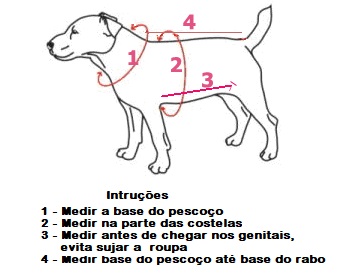 4
1
2
3
Intruções
1 - Medir a base do pescoço
2 - Medir na parte das costelas
3 - Medir antes de chegar nos genitais,
evita sujar a roupa
4 - Medir base do pescoço até base do rabo